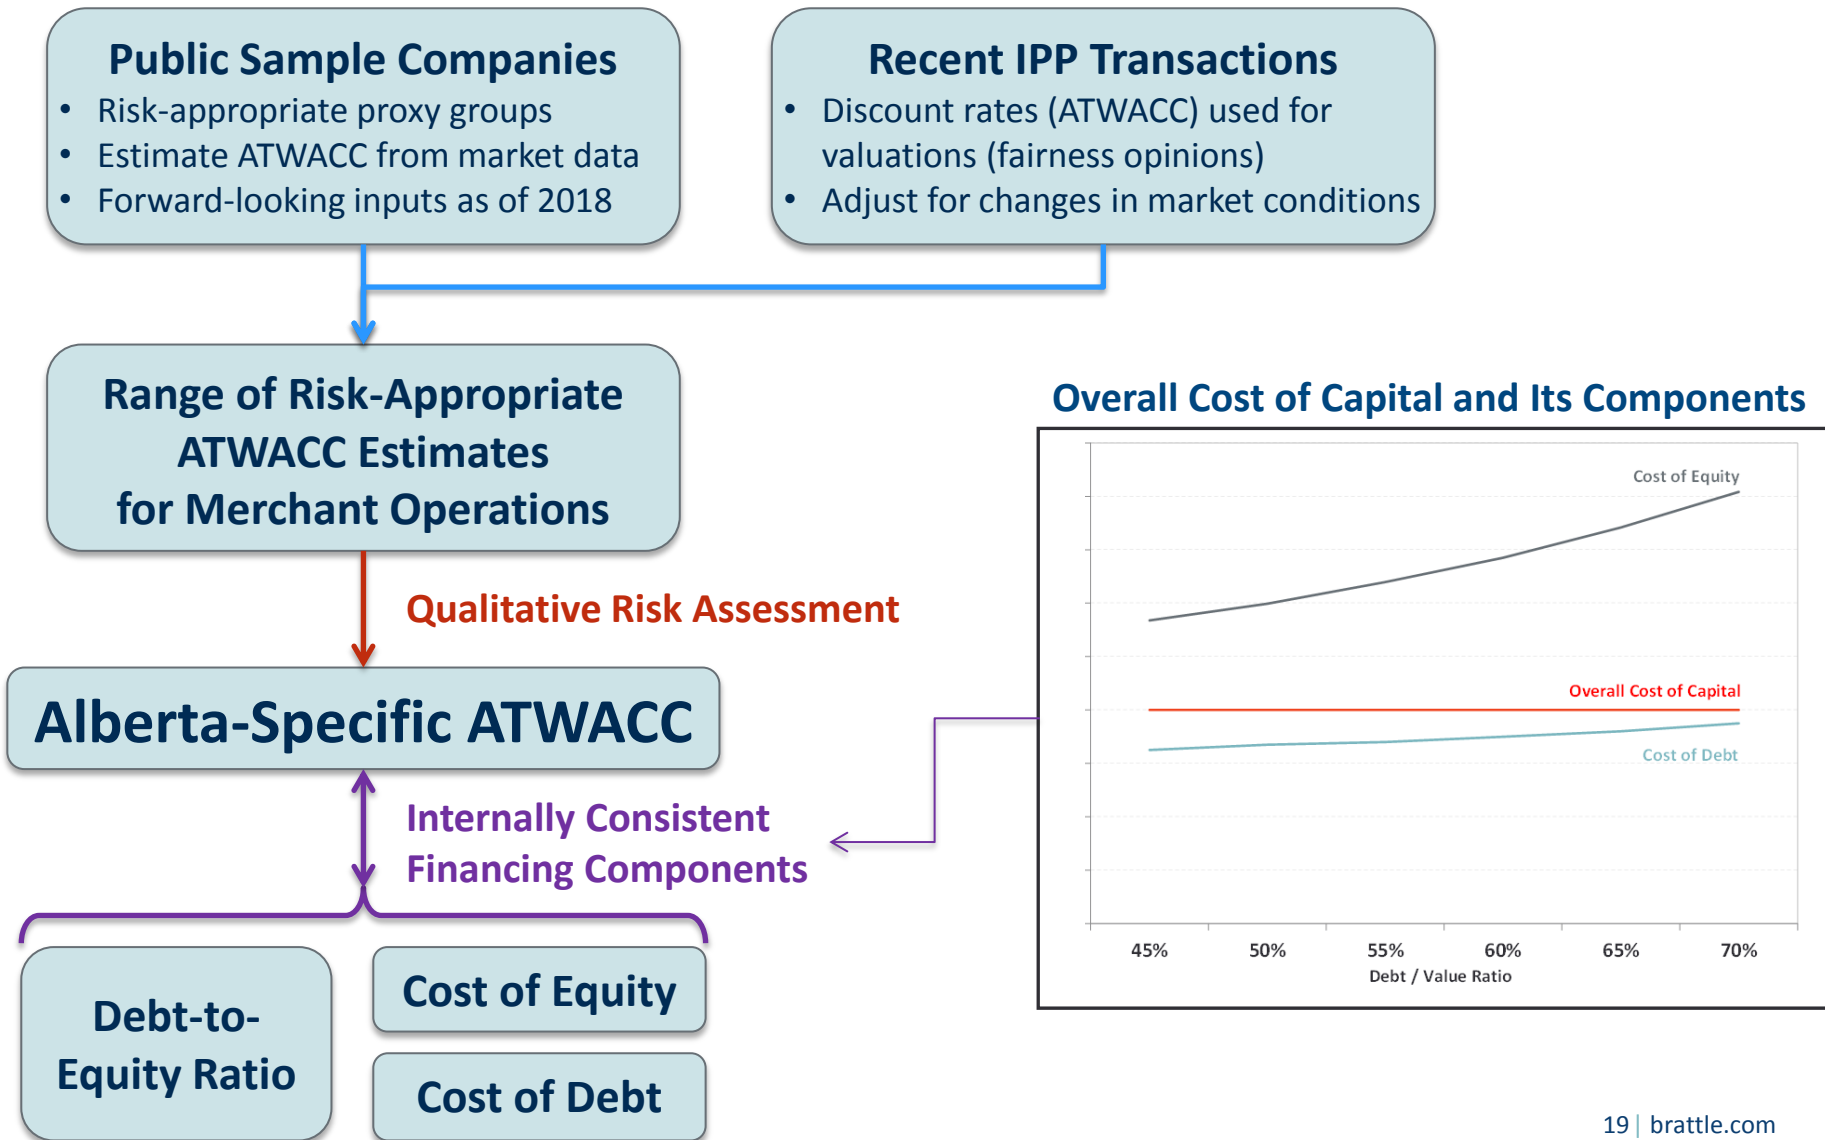 Public Sample Companies
• Risk-appropriate proxy groups
• Estimate ATWACC from market data
• Forward-looking inputs as of 2018
Recent IPP Transactions
• Discount rates (ATWACC) used for
valuations (fairness opinions)
• Adjust for changes in market conditions
Range of Risk-Appropriate
ATWACC Estimates
for Merchant Operations
Qualitative Risk Assessment
Alberta-Specific ATWACC
Internally Consistent
Financing Components
Debt-to-
Equity Ratio
Cost of Equity
Cost of Debt
Overall Cost of Capital and Its Components
Cost of Equity
Overall Cost of Capital
Cost of Debt
45% 50% 55% 60% 65% 70%
Debt / Value Ratio
19 | brattle.com